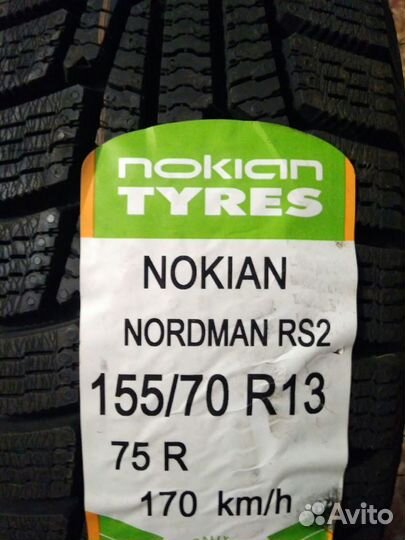 nokian
TYRES
NOKIAN
NORDMAN RS2
155/70 R13
75 R
170 km/h
Avito